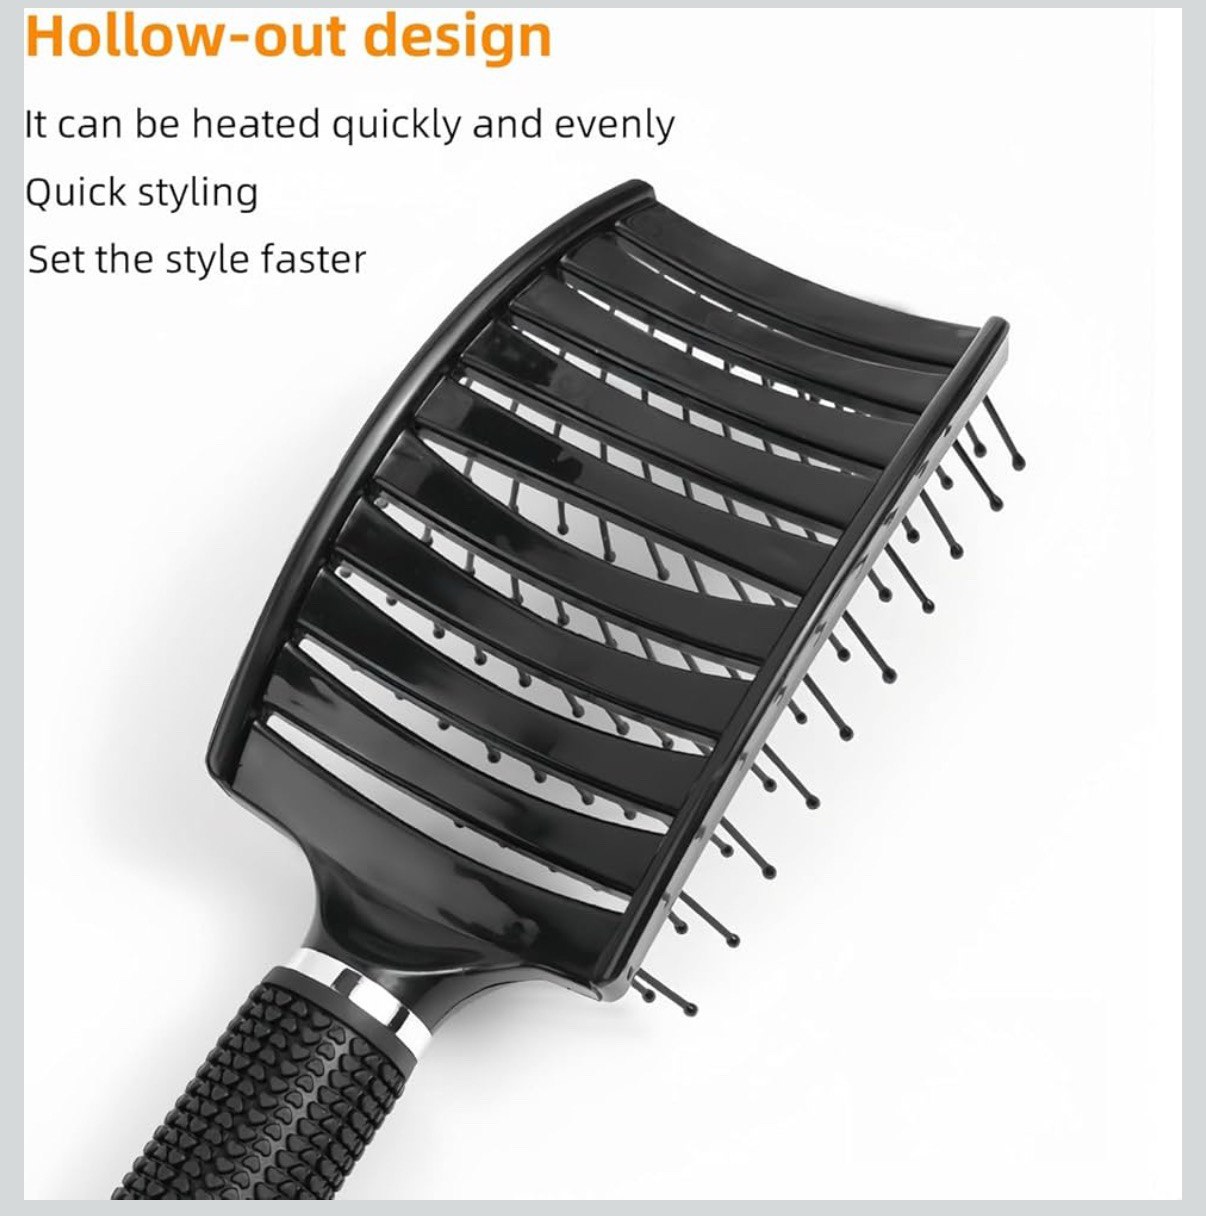 Hollow-out design
It can be heated quickly and evenly
Quick styling
Set the style faster